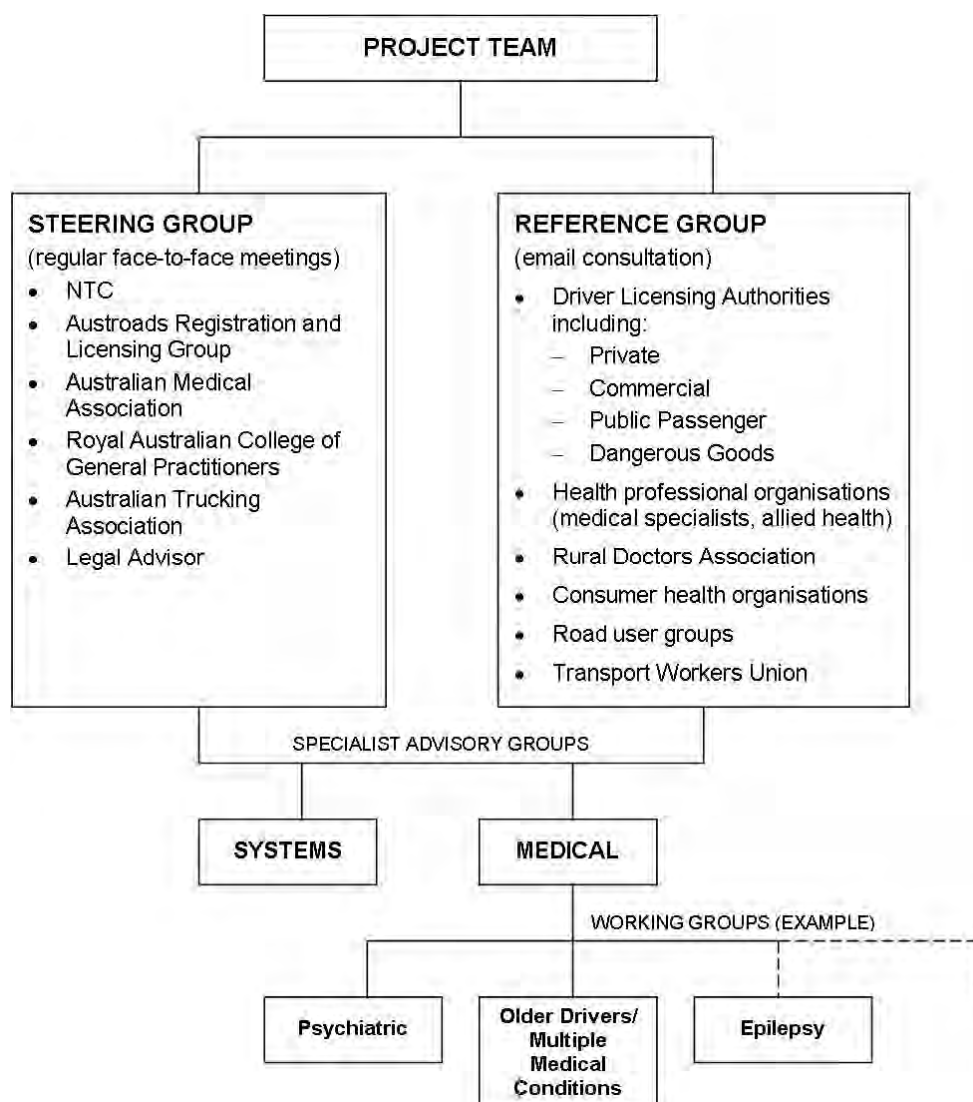 PROJECT TEAM
STEERING GROUP
(regular face-to-face meetings)
• NTC
• Austroads Registration and
Licensing Group
• Australian Medical
Association
• Royal Australian College of
General Practitioners
• Australian Trucking
Association
• Legal Advisor
REFERENCE GROUP
(email consultation)
• Driver Licensing Authorities
including:
– Private
– Commercial
– Public Passenger
– Dangerous Goods
• Health professional organisations
(medical specialists, allied health)
• Rural Doctors Association
• Consumer health organisations
• Road user groups
• Transport Workers Union
SPECIALIST ADVISORY GROUPS
SYSTEMS
MEDICAL
WORKING GROUPS (EXAMPLE)
Psychiatric
Older Drivers/
Multiple
Medical
Conditions
Epilepsy